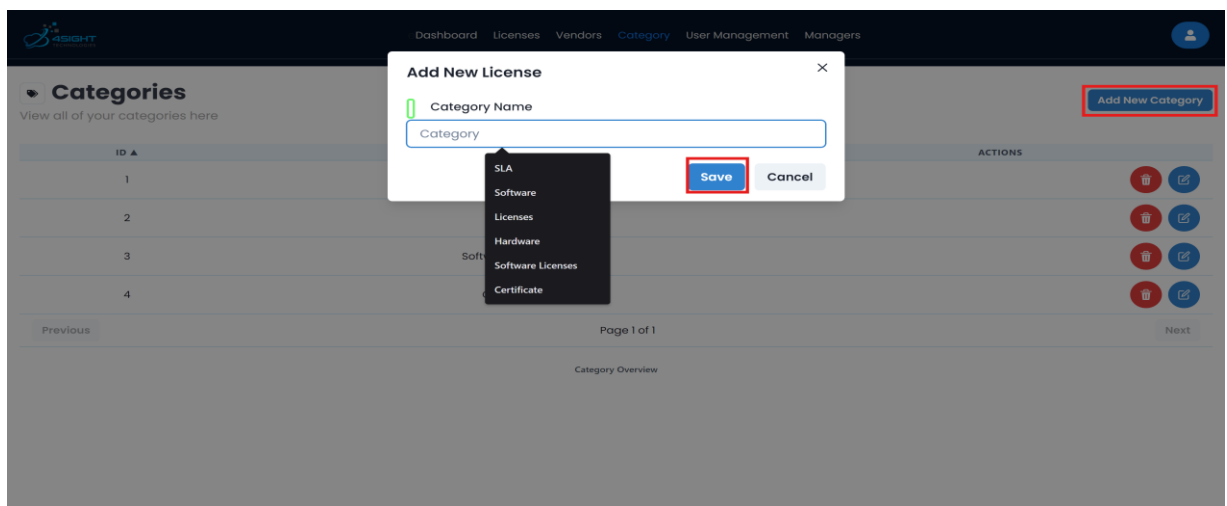 4SIGHT
TECHNOLOGIES
Dashboard Licenses Vendors Category User Management Managers
Add New License
Category Name
Category
SLA
Software
Licenses
Hardware
Software Licenses
Certificate
Save Cancel
Categories
View all of your categories here
Add New Category
ID ▲ ACTIONS
1
2
3
4
Previous Page 1 of 1 Next
Category Overview